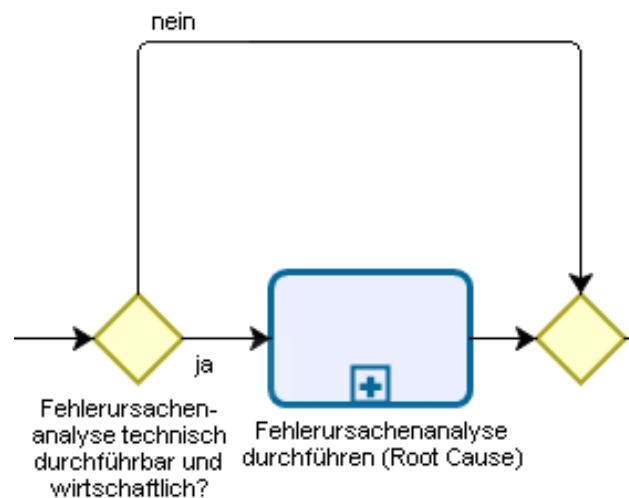 nein
ja
Fehlerursachen-
analyse technisch
durchführbar und
wirtschaftlich?
Fehlerursachenanalyse
durchführen (Root Cause)